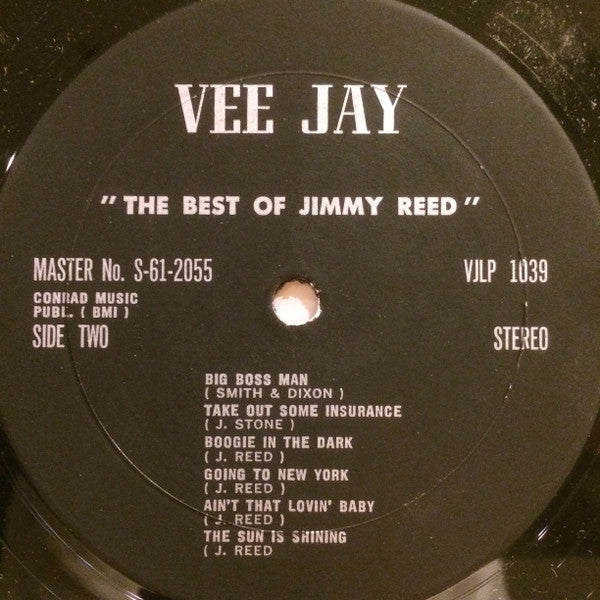 VEE JAY
"THE BEST OF JIMMY REED"
MASTER No. S-61-2055
VJLP 1039
CONRAD MUSIC
PUBL. ( BMI )
SIDE TWO
STEREO
BIG BOSS MAN
( SMITH & DIXON )
TAKE OUT SOME INSURANCE
( J. STONE )
BOOGIE IN THE DARK
( J. REED )
GOING TO NEW YORK
( J. REED )
AIN'T THAT LOVIN' BABY
( J. REED )
THE SUN IS SHINING
( J. REED